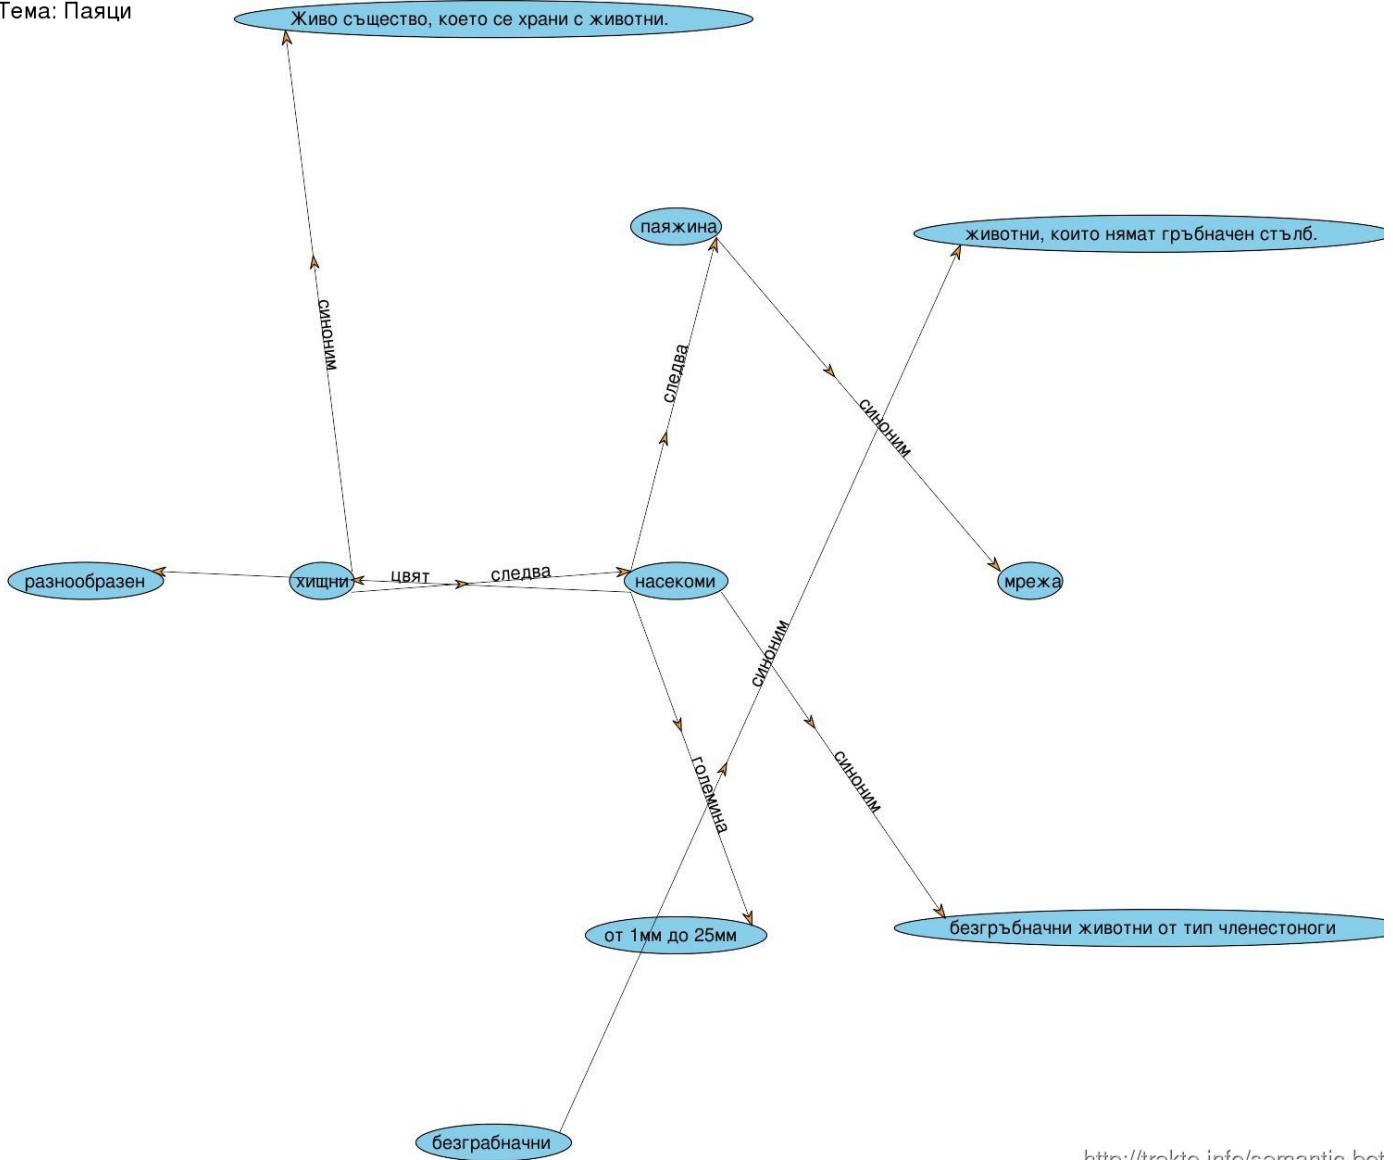 Тема: Паяци
Живо същество, което се храни с животни.
паяжина
животни, които нямат гръбначен стълб.
синоним
следва
синоним
разнообразен
хищни
цвят
следва
насекоми
мрежа
синоним
големина
синоним
от 1мм до 25мм
безгръбначни животни от тип членестоноги
безграбначни